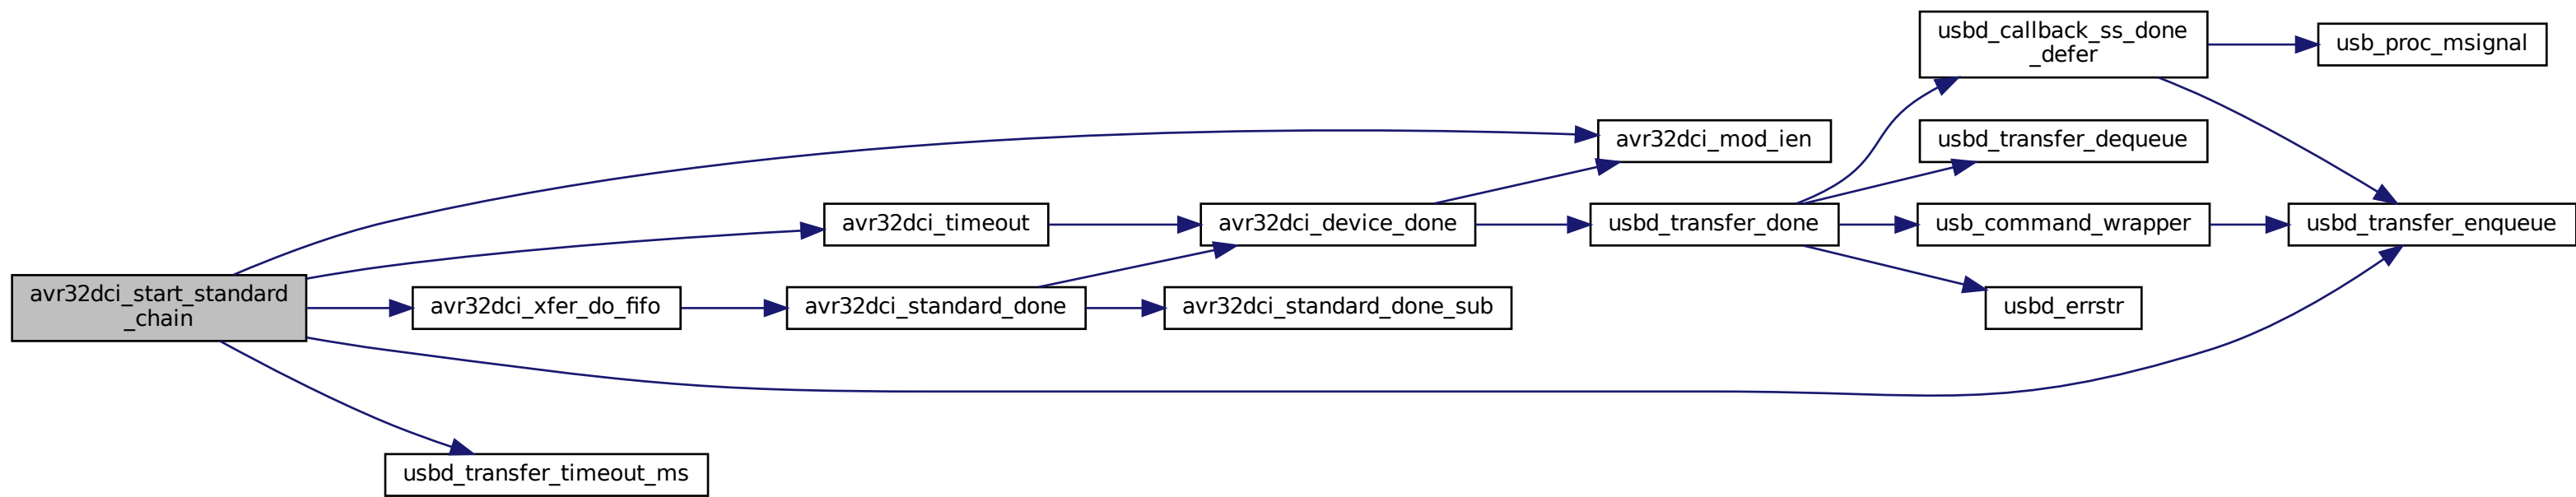 avr32dci_start_standard
_chain
avr32dci_mod_ien
avr32dci_timeout
avr32dci_device_done
avr32dci_xfer_do_fifo
avr32dci_standard_done
avr32dci_standard_done_sub
usbd_transfer_timeout_ms
usbd_transfer_done
usbd_callback_ss_done
_defer
usb_proc_msignal
usbd_transfer_dequeue
usb_command_wrapper
usbd_transfer_enqueue
usbd_errstr